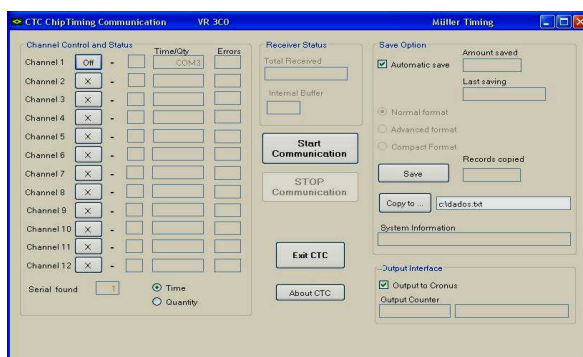 CTC ChipTiming Communication VR 3C0 Müller Timing
Channel Control and Status
Time/Qty Errors
Channel 1 Off - COM3
Channel 2 X -
Channel 3 X -
Channel 4 X -
Channel 5 X -
Channel 6 X -
Channel 7 X -
Channel 8 X -
Channel 9 X -
Channel 10 X -
Channel 11 X -
Channel 12 X -
Serial found 1
Time
Quantity
Receiver Status
Total Received
Internal Buffer
Start
Communication
STOP
Communication
Exit CTC
About CTC
Save Option
Amount saved
Automatic save
Last saving
Normal format
Advanced format
Compact Format
Records copied
Save
Copy to ... c:\dados.txt
System Information
Output Interface
Output to Cronus
Output Counter